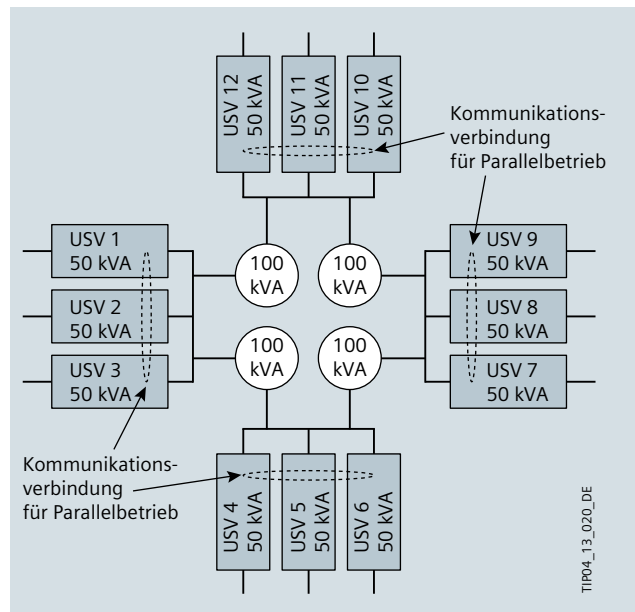 USV 12
50 kVA
USV 11
50 kVA
USV 10
50 kVA
Kommunikations-
verbindung
für Parallelbetrieb
USV 1
50 kVA
USV 2
50 kVA
USV 3
50 kVA
100
kVA
100
kVA
100
kVA
100
kVA
USV 9
50 kVA
USV 8
50 kVA
USV 7
50 kVA
Kommunikations-
verbindung
für Parallelbetrieb
USV 4
50 kVA
USV 5
50 kVA
USV 6
50 kVA
TIP04_13_020_DE